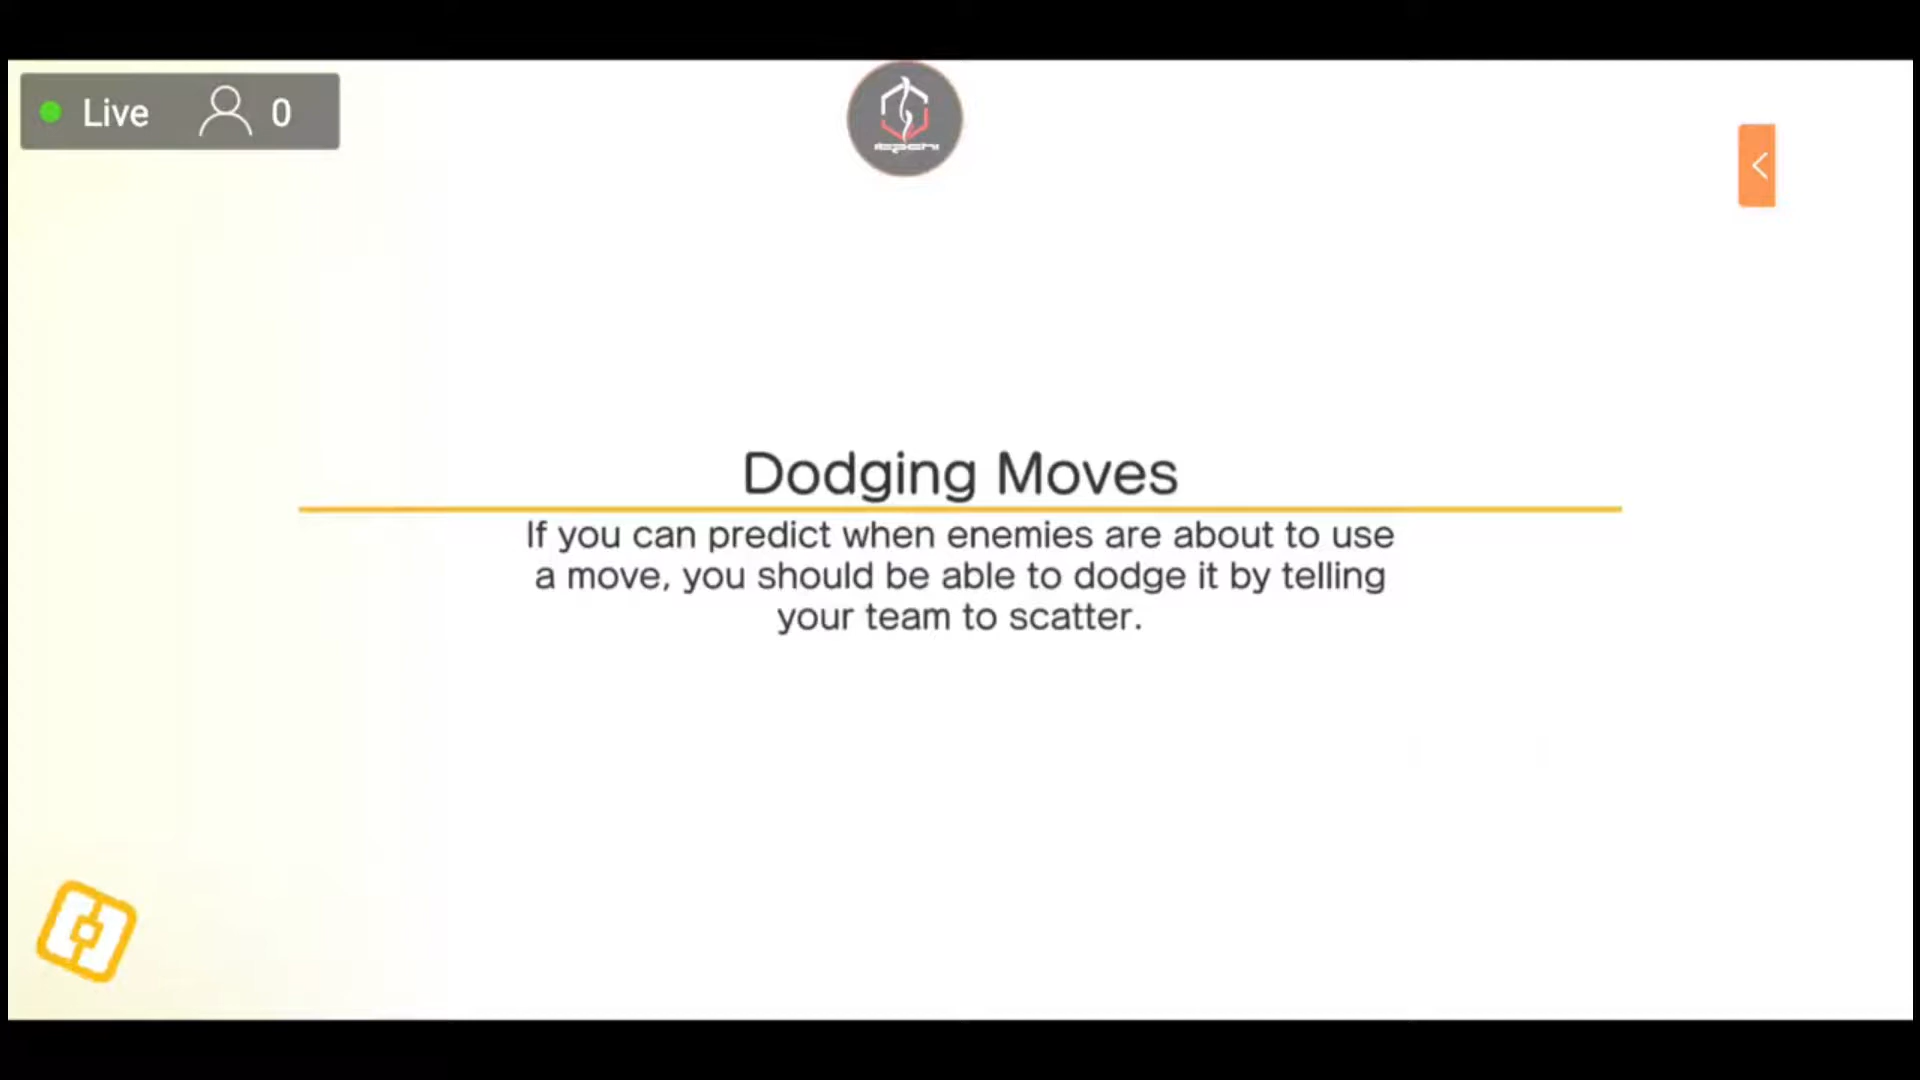 Live 0
Dodging Moves
If you can predict when enemies are about to use
a move, you should be able to dodge it by telling
your team to scatter.